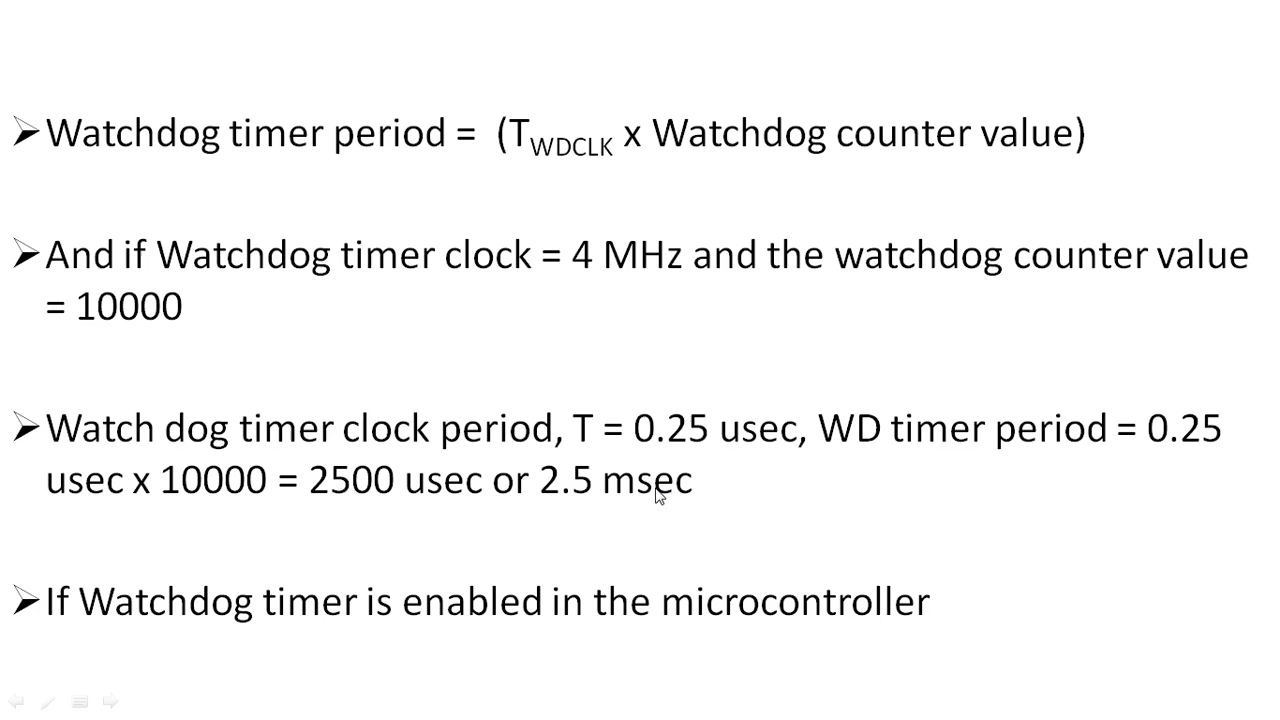 ➢Watchdog timer period = (TWDCLK x Watchdog counter value)
➢And if Watchdog timer clock = 4 MHz and the watchdog counter value
= 10000
➢Watch dog timer clock period, T = 0.25 usec, WD timer period = 0.25
usec x 10000 = 2500 usec or 2.5 msec
➢If Watchdog timer is enabled in the microcontroller